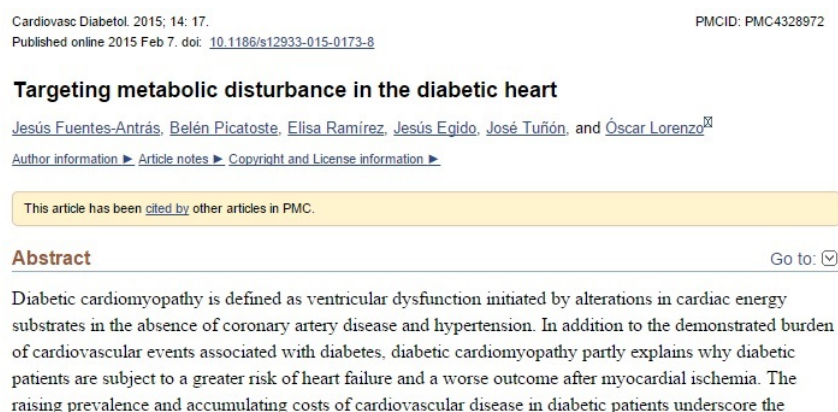 Cardiovasc Diabetol. 2015; 14: 17.
PMCID: PMC4328972
Published online 2015 Feb 7. doi: 10.1186/s12933-015-0173-8
Targeting metabolic disturbance in the diabetic heart
Jesús Fuentes-Antrás, Belén Picatoste, Elisa Ramírez, Jesús Egido, José Tuñón, and Óscar Lorenzo
Author information ► Article notes ► Copyright and License information ►
This article has been cited by other articles in PMC.
Abstract
Go to:
Diabetic cardiomyopathy is defined as ventricular dysfunction initiated by alterations in cardiac energy
substrates in the absence of coronary artery disease and hypertension. In addition to the demonstrated burden
of cardiovascular events associated with diabetes, diabetic cardiomyopathy partly explains why diabetic
patients are subject to a greater risk of heart failure and a worse outcome after myocardial ischemia. The
raising prevalence and accumulating costs of cardiovascular disease in diabetic patients underscore the